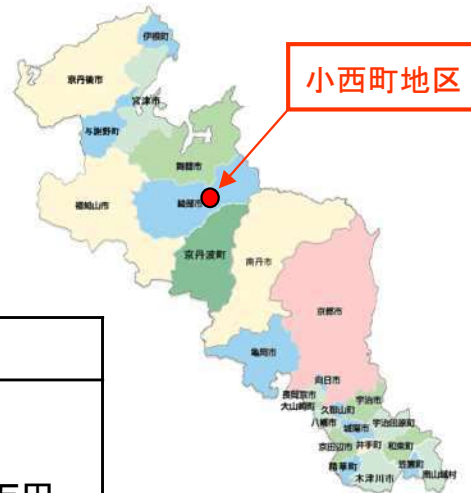 伊根町
京丹後市
小西町地区
宮津市
与謝野町
舞鶴市
綾部市
福知山市
京丹波町
南丹市
京都市
亀岡市
向日市
長岡京市
大山崎町
宇治市
久御山町
八幡市
城陽市
宇治田原町
京田辺市
井手町
和束町
精華町
笠置町
南山城村
木津川市